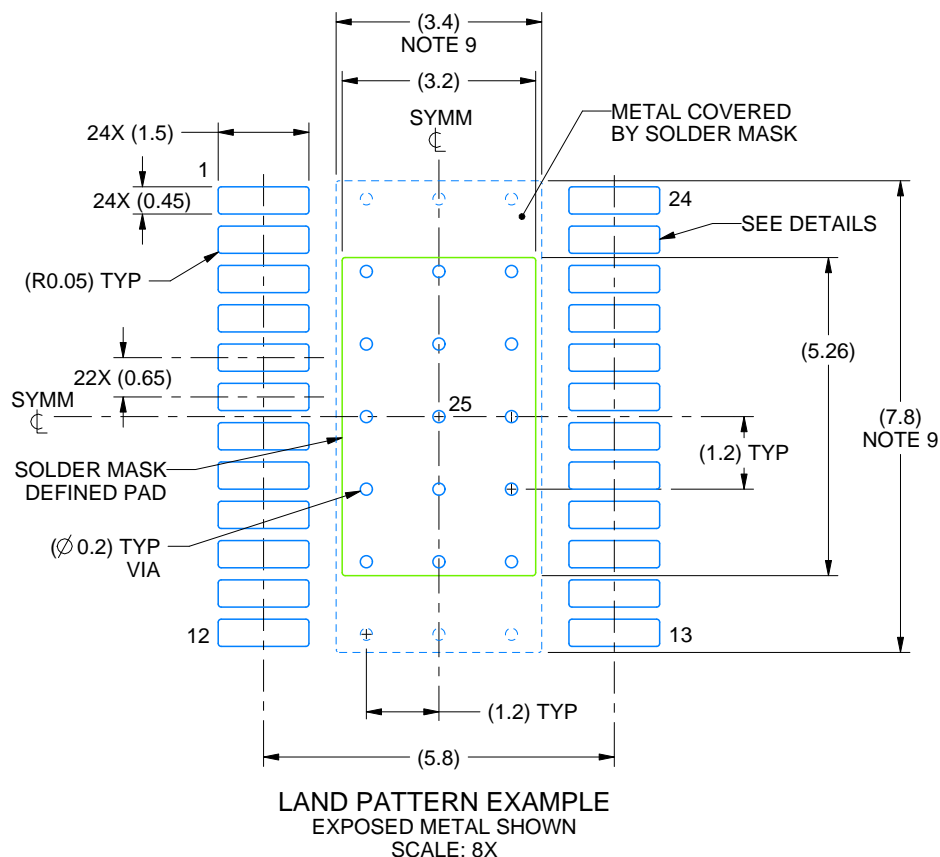 (3.4)
NOTE 9
(3.2)
SYMM
℄
METAL COVERED
BY SOLDER MASK
24X (1.5)
1
24X (0.45)
24
SEE DETAILS
(R0.05) TYP
(5.26)
22X (0.65)
SYMM
℄
25
(7.8)
NOTE 9
(1.2) TYP
SOLDER MASK
DEFINED PAD
(∅ 0.2) TYP
VIA
12
13
(1.2) TYP
(5.8)
LAND PATTERN EXAMPLE
EXPOSED METAL SHOWN
SCALE: 8X